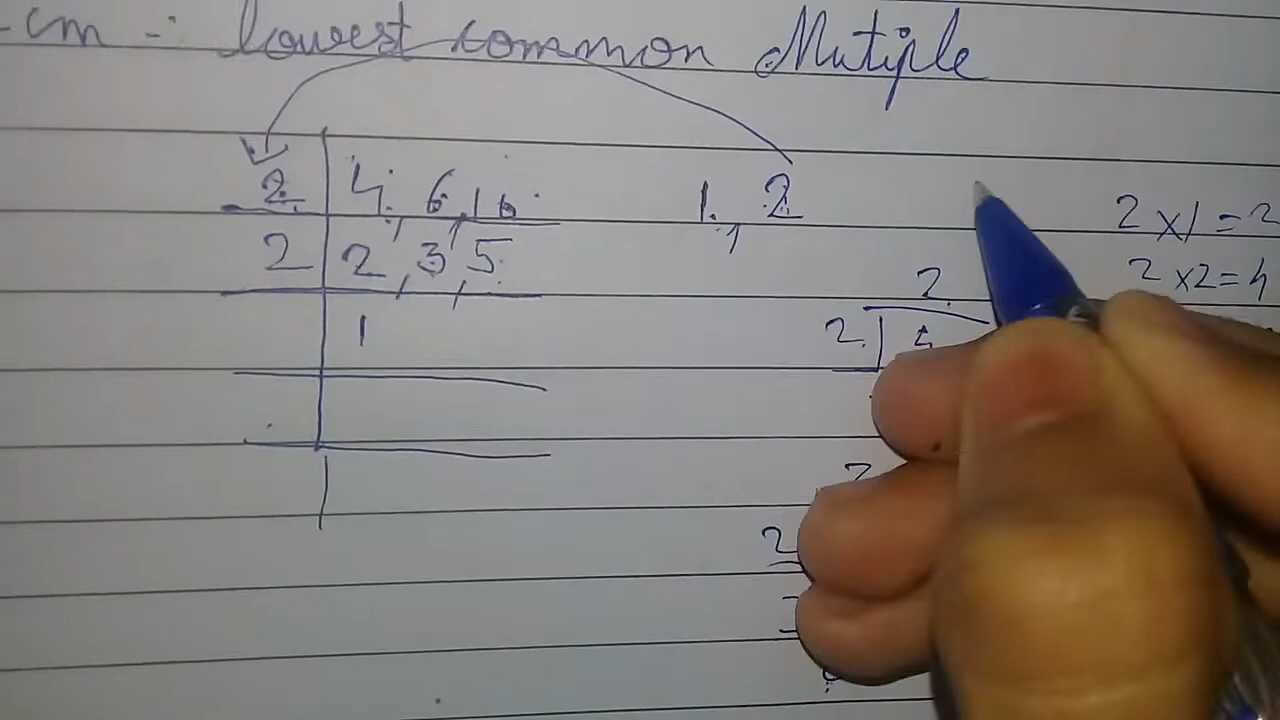 -cm -: lowest common Mutiple
2 | 4, 6, 10
2 | 2, 3, 5
1
1, 2
2 x 1 = 2
2 x 2 = 4
2
2 | 4
2